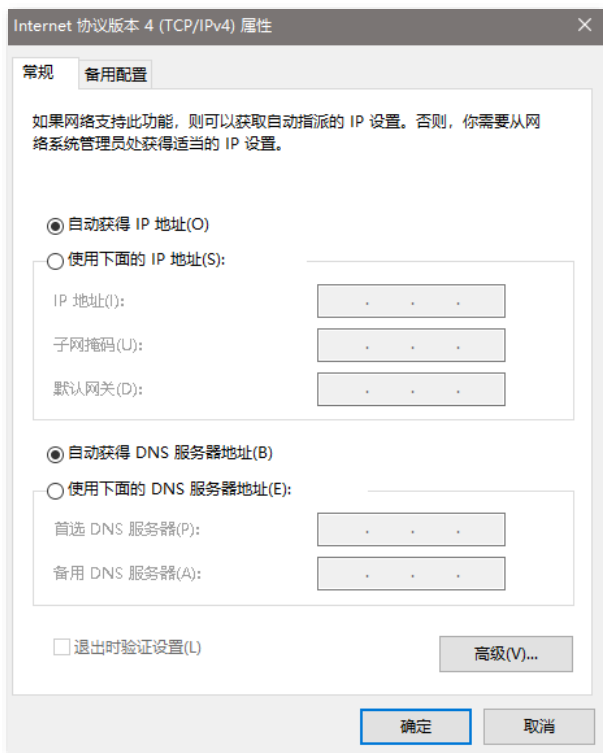 Internet 协议版本 4 (TCP/IPv4) 属性
常规 备用配置
如果网络支持此功能，则可以获取自动指派的 IP 设置。否则，你需要从网
络系统管理员处获得适当的 IP 设置。
自动获得 IP 地址(O)
使用下面的 IP 地址(S):
IP 地址(I):
子网掩码(U):
默认网关(D):
自动获得 DNS 服务器地址(B)
使用下面的 DNS 服务器地址(E):
首选 DNS 服务器(P):
备用 DNS 服务器(A):
退出时验证设置(L)
高级(V)...
确定 取消